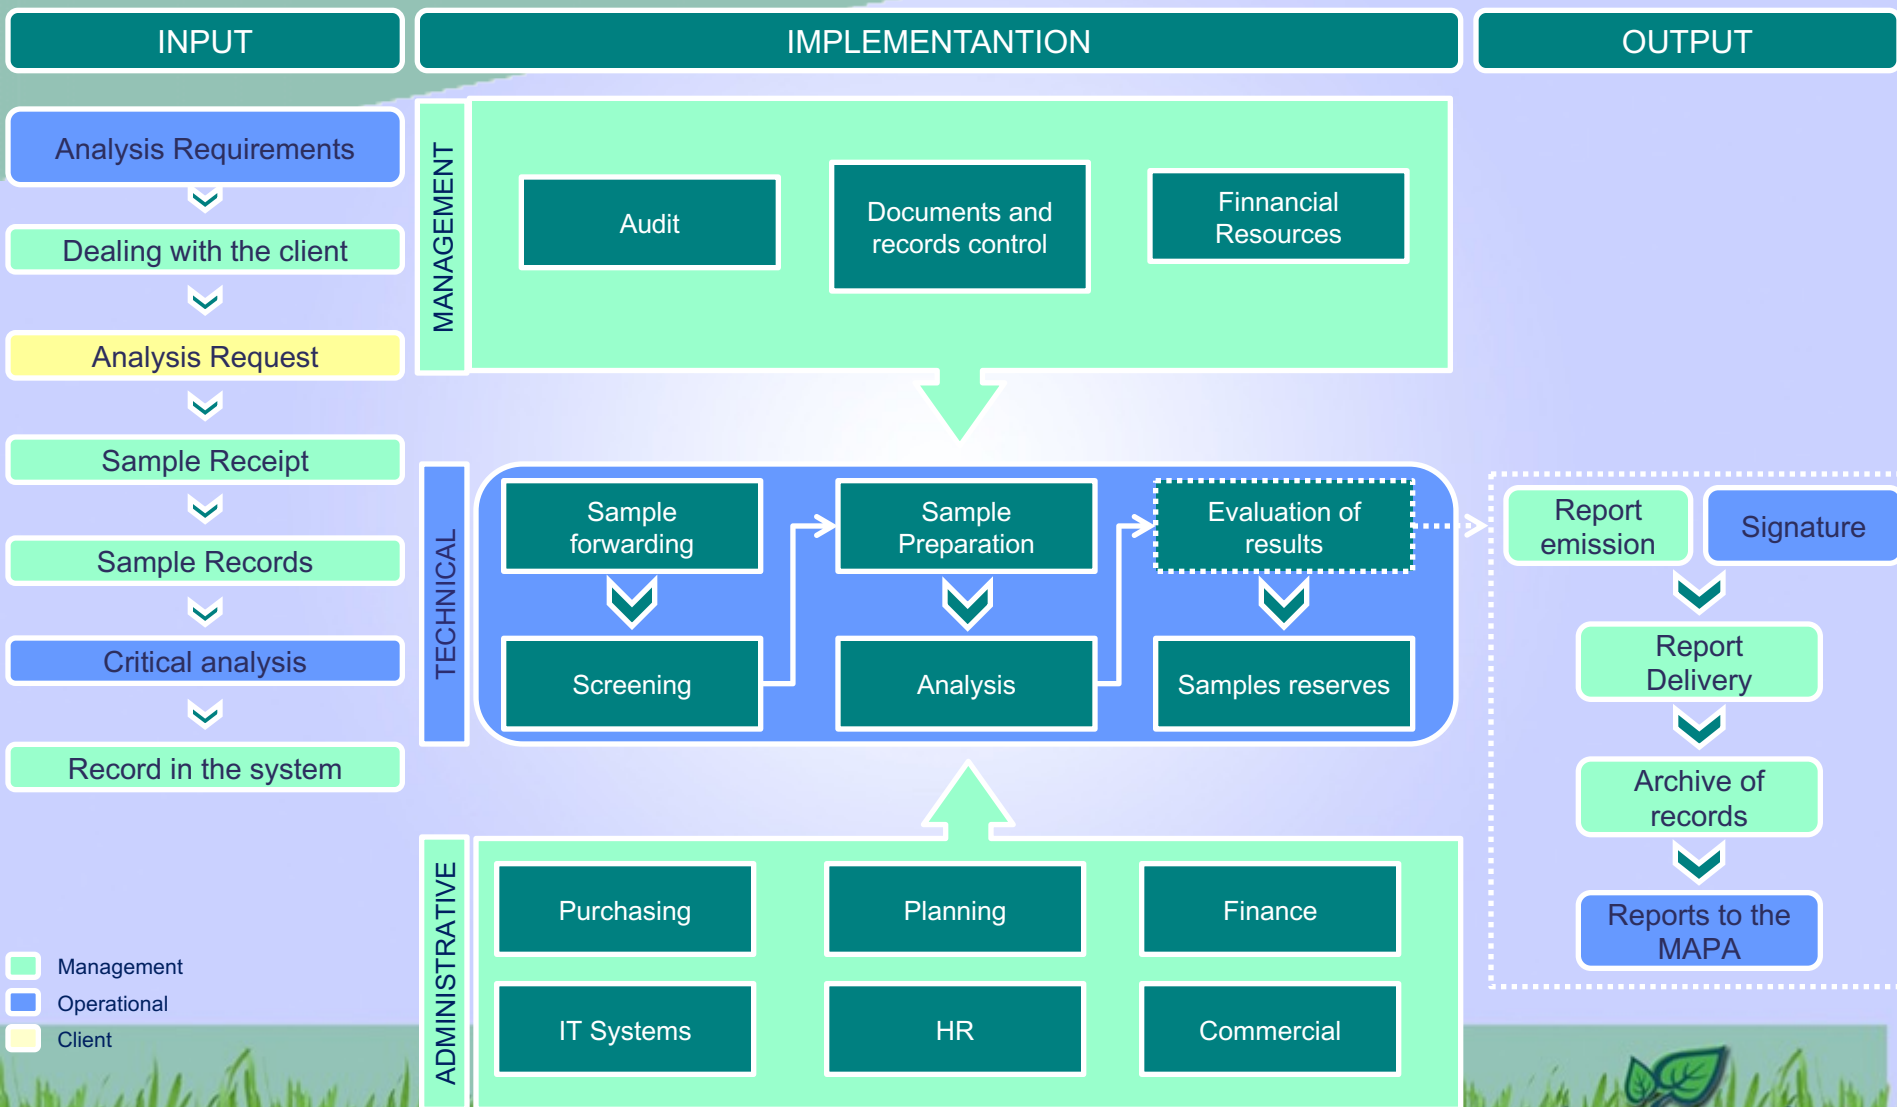 INPUT
IMPLEMENTANTION
OUTPUT
Analysis Requirements
Dealing with the client
Analysis Request
Sample Receipt
Sample Records
Critical analysis
Record in the system
Management
Operational
Client
MANAGEMENT
Audit
Documents and
records control
Finnancial
Resources
TECHNICAL
Sample
forwarding
Sample
Preparation
Evaluation of
results
Screening
Analysis
Samples reserves
ADMINISTRATIVE
Purchasing
Planning
Finance
IT Systems
HR
Commercial
Report
emission
Signature
Report
Delivery
Archive of
records
Reports to the
MAPA